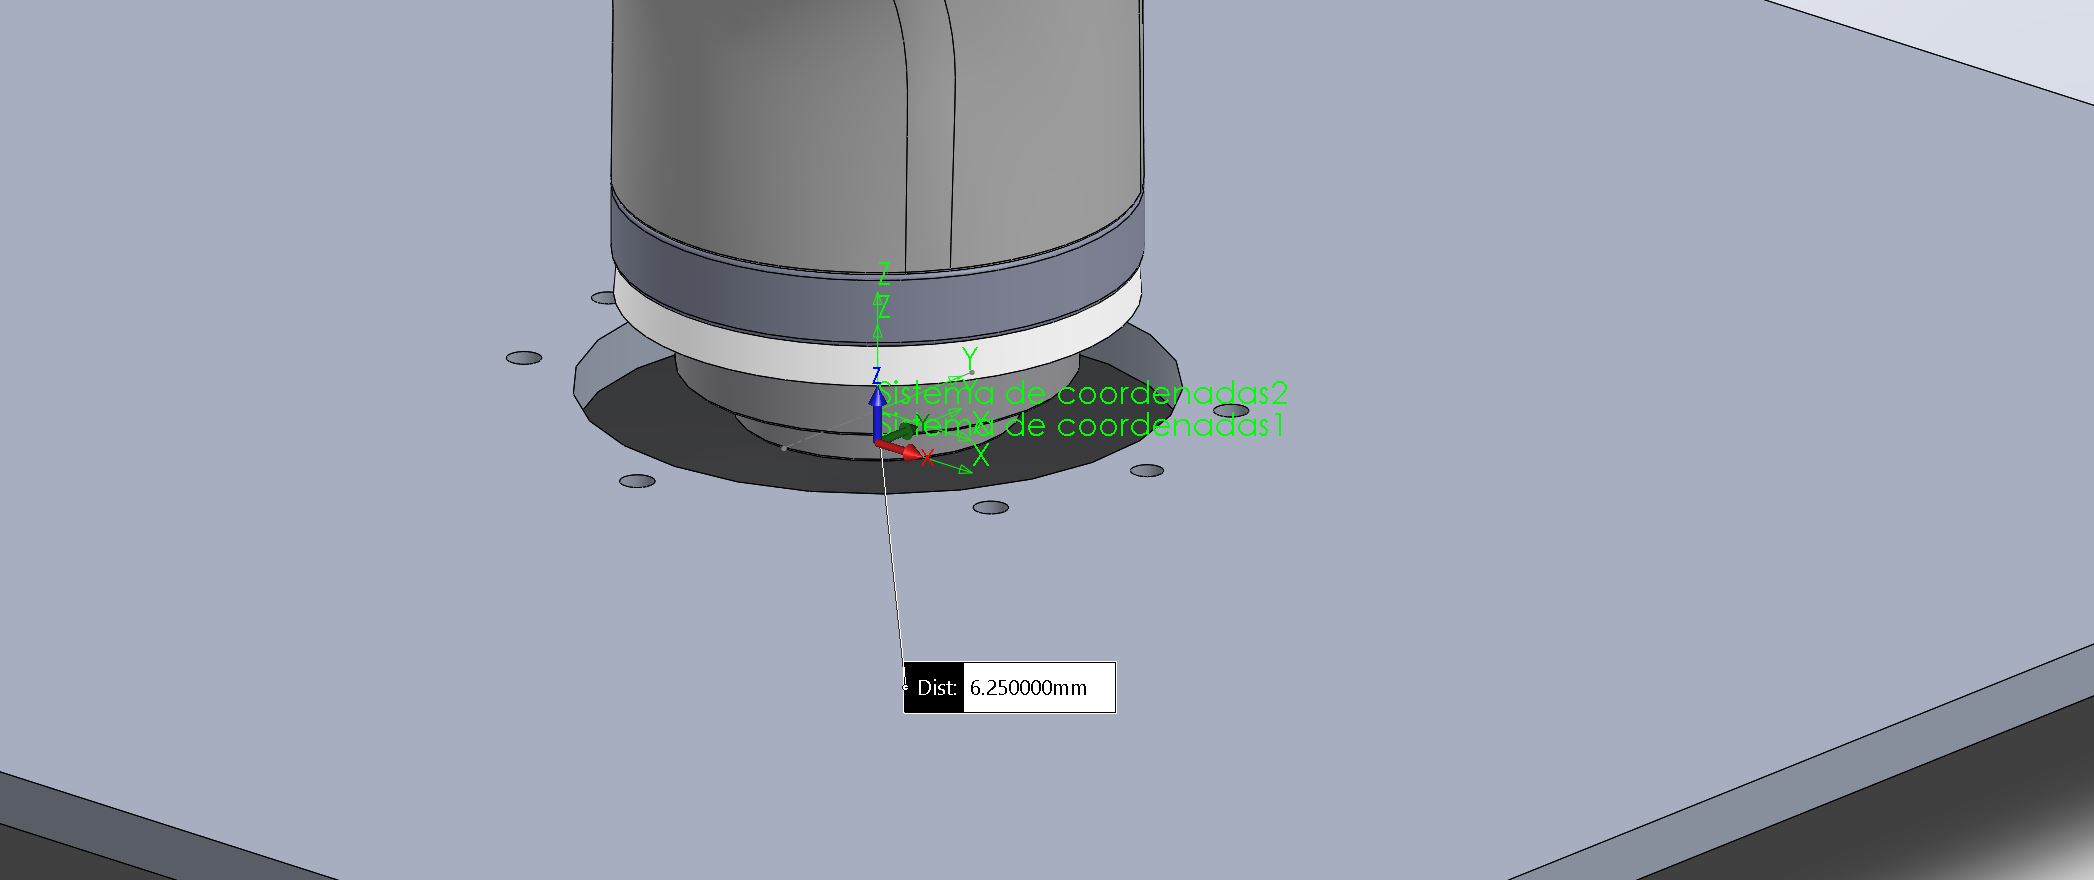 Z
Z
Y
Z
Sistema de coordenadas2
Y
Y
X
Sistema de coordenadas1
X
X
Dist: 6.250000mm